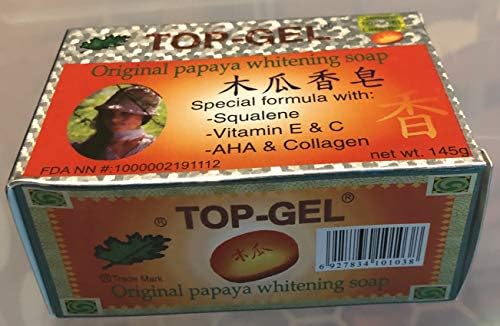 TOP-GEL®
Original papaya whitening soap
木瓜香皂
Special formula with:
-Squalene
-Vitamin E & C
-AHA & Collagen
香
FDA NN #:1000002191112
net wt. 145g
® TOP-GEL®
木瓜
® Trade Mark
6 927834 101038
Original papaya whitening soap